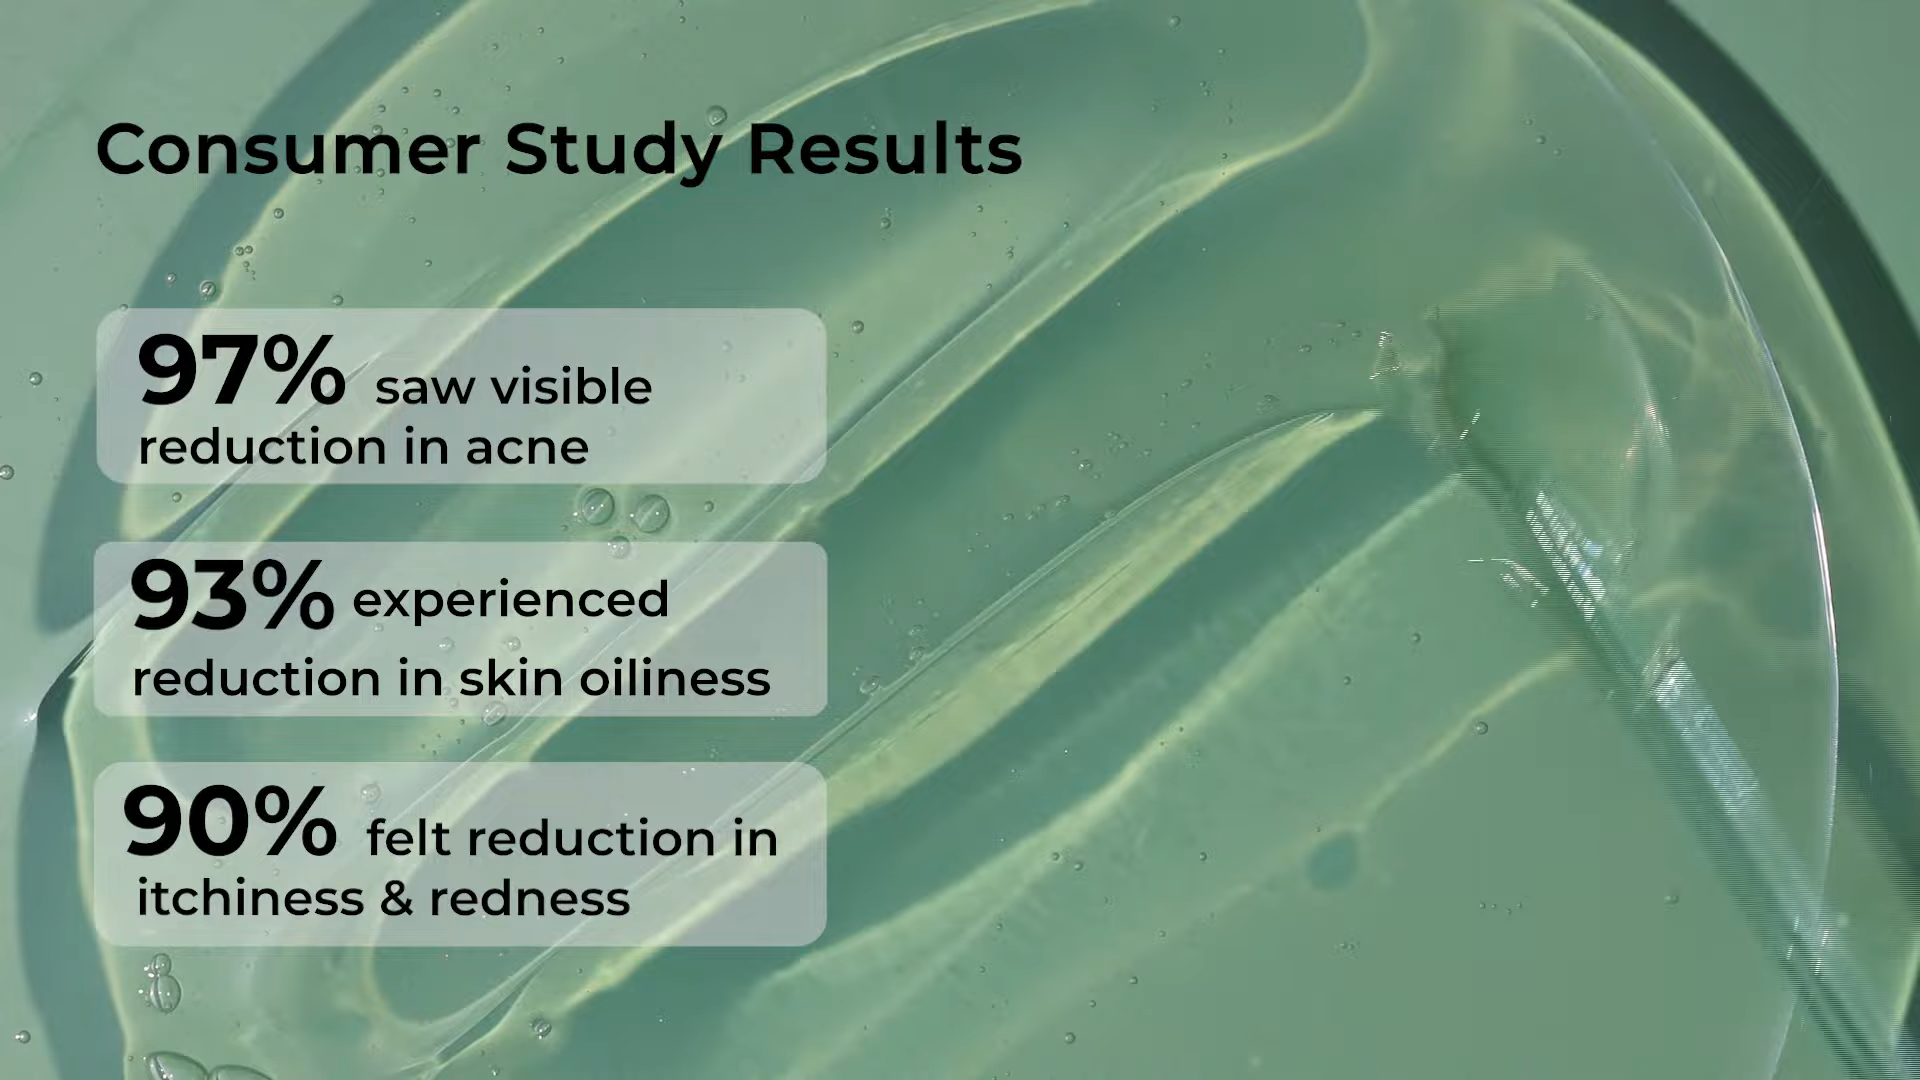 Consumer Study Results
97% saw visible
reduction in acne
93% experienced
reduction in skin oiliness
90% felt reduction in
itchiness & redness